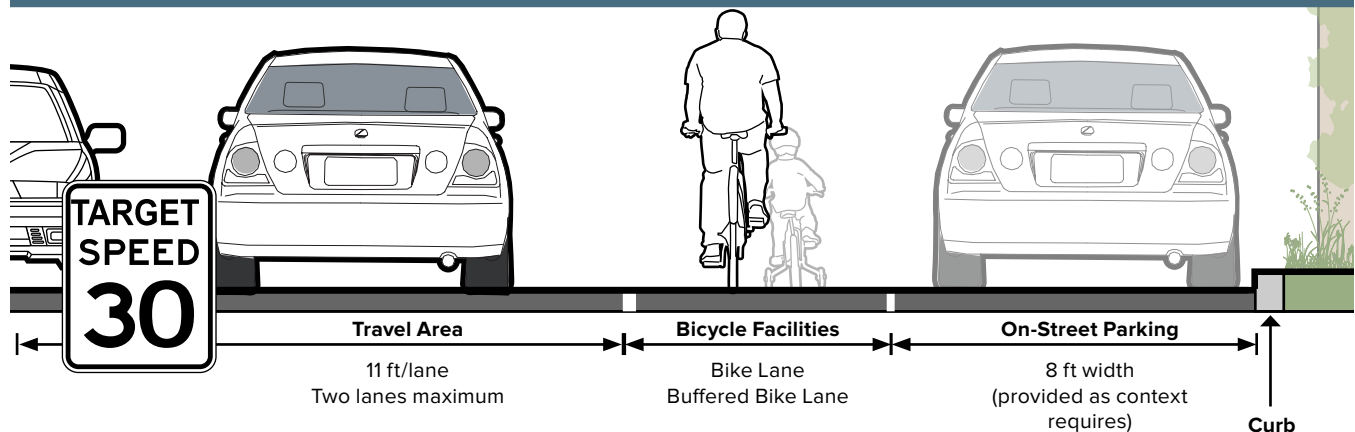 TARGET
SPEED
30
Travel Area
11 ft/lane
Two lanes maximum
Bicycle Facilities
Bike Lane
Buffered Bike Lane
On-Street Parking
8 ft width
(provided as context
requires)
Curb